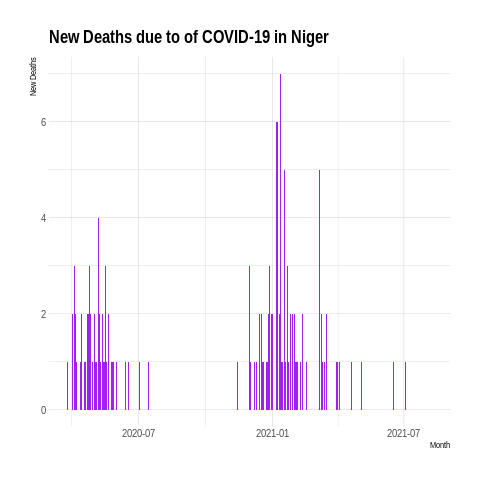 New Deaths due to of COVID-19 in Niger
New Deaths
6
4
2
0
2020-07
2021-01
2021-07
Month